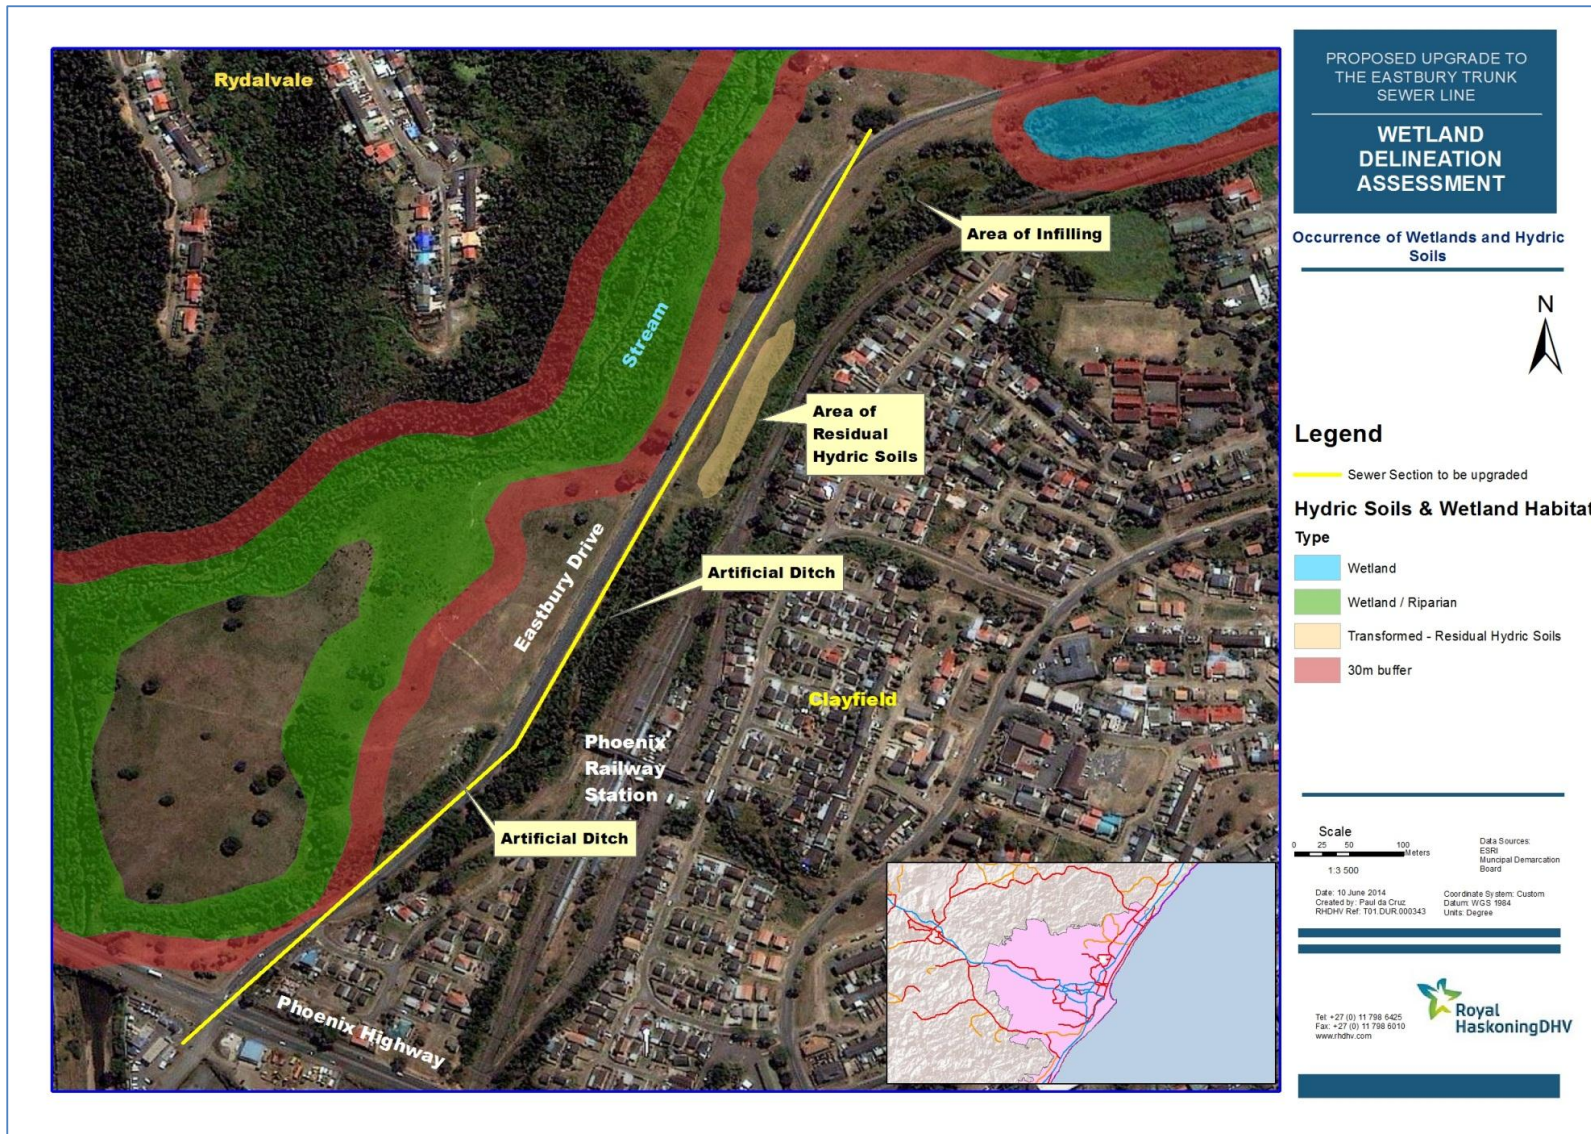 PROPOSED UPGRADE TO
THE EASTBURY TRUNK
SEWER LINE
WETLAND
DELINEATION
ASSESSMENT
Occurrence of Wetlands and Hydric
Soils
N
Legend
Sewer Section to be upgraded
Hydric Soils & Wetland Habitat
Type
Wetland
Wetland / Riparian
Transformed - Residual Hydric Soils
30m buffer
Scale
0 25 50 100
Meters
1:3 500
Data Sources:
ESRI
Muncipal Demarcation
Board
Date: 10 June 2014
Created by: Paul da Cruz
RHDHV Ref: T01.DUR.000343
Coordinate System: Custom
Datum: WGS 1984
Units: Degree
Tel: +27 (0) 11 798 6425
Fax: +27 (0) 11 798 6010
www.rhdhv.com
Royal
HaskoningDHV
Rydalvale
Area of Infilling
Stream
Area of
Residual
Hydric Soils
Artificial Ditch
Eastbury Drive
Clayfield
Phoenix
Railway
Station
Artificial Ditch
Phoenix Highway